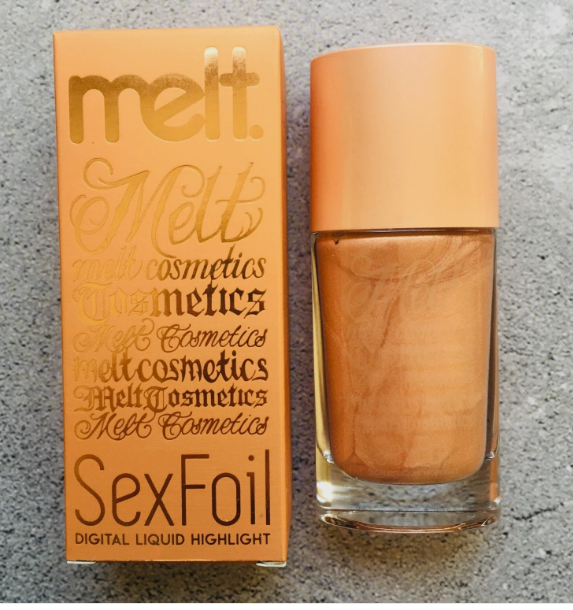 melt.
Melt
melt cosmetics
Cosmetics
Melt Cosmetics
melt cosmetics
Melt Cosmetics
Melt Cosmetics
SexFoil
DIGITAL LIQUID HIGHLIGHT